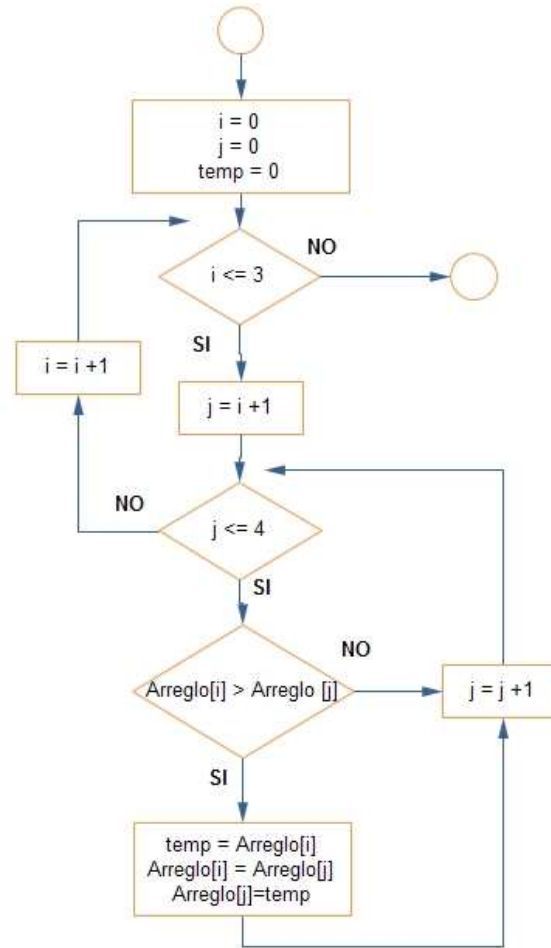 i = 0
j = 0
temp = 0
NO
i <= 3
SI
i = i +1
j = i +1
NO
j <= 4
SI
NO
Arreglo[i] > Arreglo [j]
j = j +1
SI
temp = Arreglo[i]
Arreglo[i] = Arreglo[j]
Arreglo[j]=temp